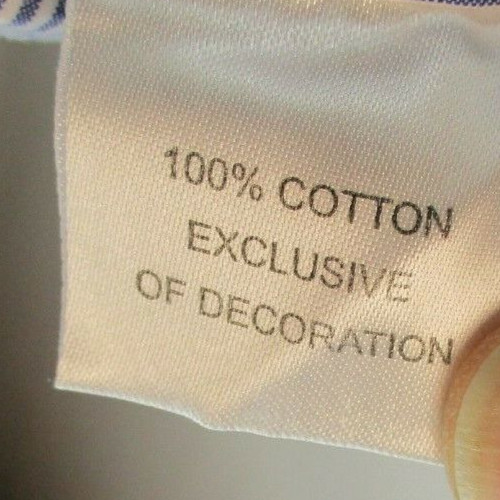 100% COTTON
EXCLUSIVE
OF DECORATION